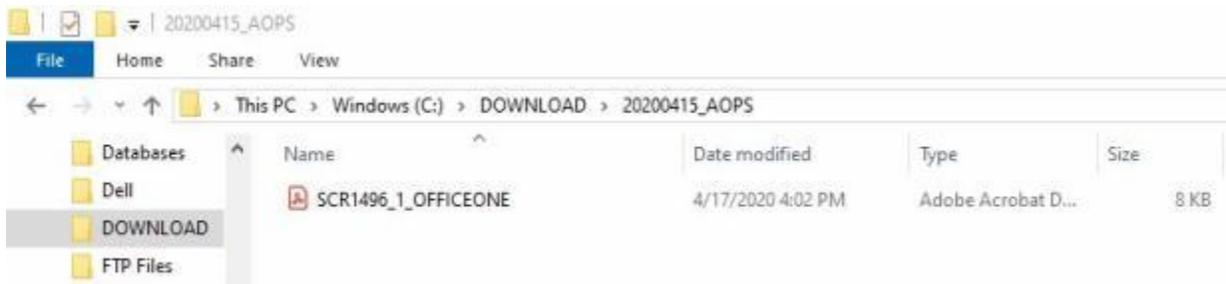 20200415_AOPS
File Home Share View
This PC > Windows (C:) > DOWNLOAD > 20200415_AOPS
Databases Name Date modified Type Size
Dell SCR1496_1_OFFICEONE 4/17/2020 4:02 PM Adobe Acrobat D... 8 KB
DOWNLOAD
FTP Files